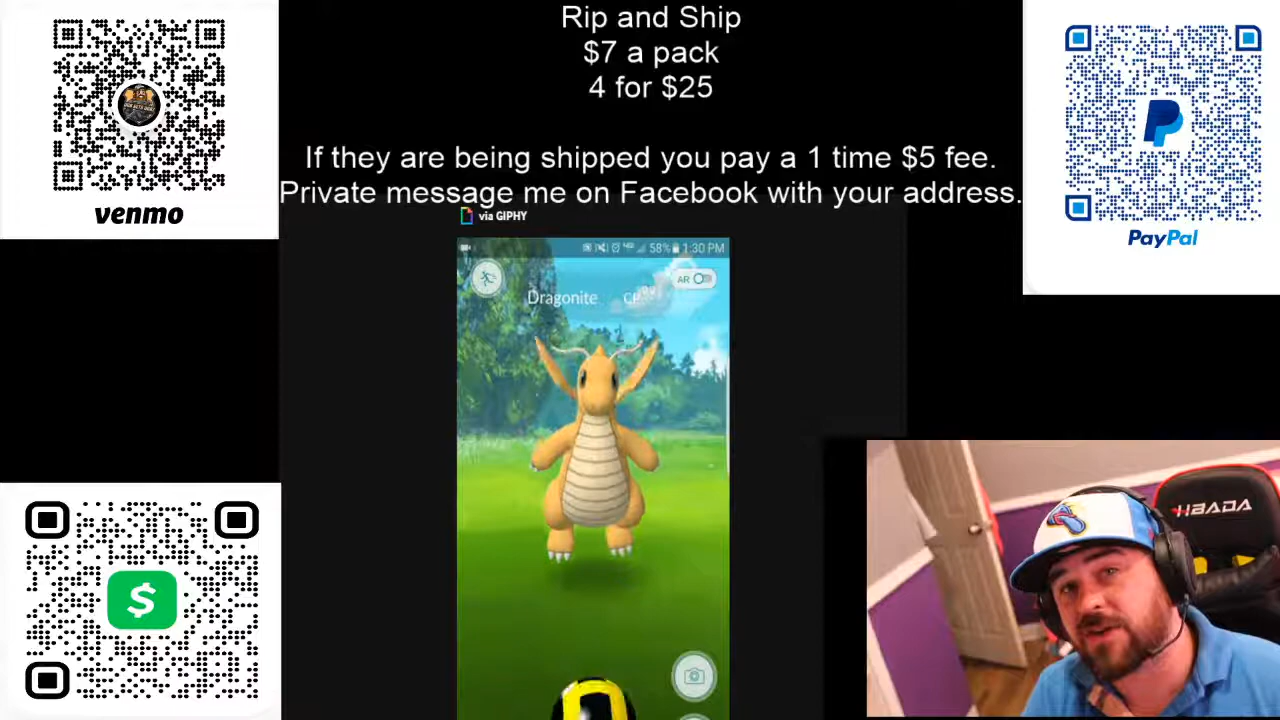 Rip and Ship
$7 a pack
4 for $25
If they are being shipped you pay a 1 time $5 fee.
Private message me on Facebook with your address.
venmo
PayPal
via GIPHY
58% 1:30 PM
AR
Dragonite
HBADA
$